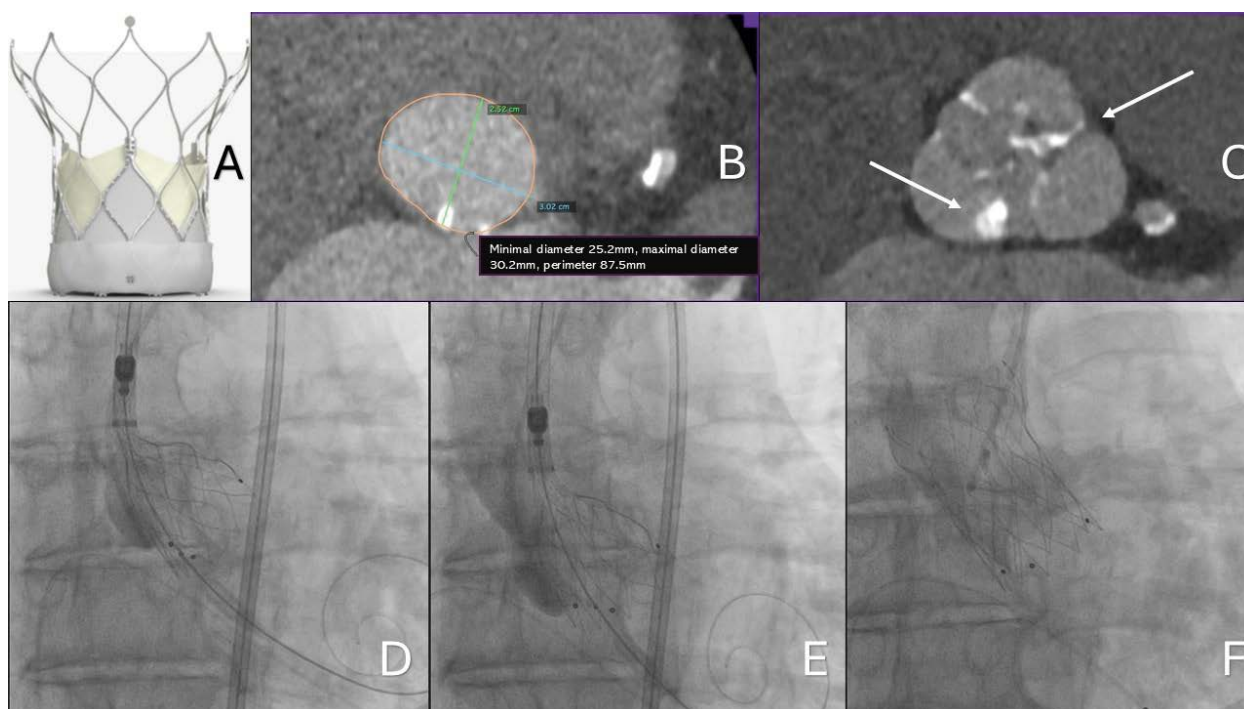 A
B
2.52 cm
3.02 cm
Minimal diameter 25.2mm, maximal diameter
30.2mm, perimeter 87.5mm
C
D
E
F